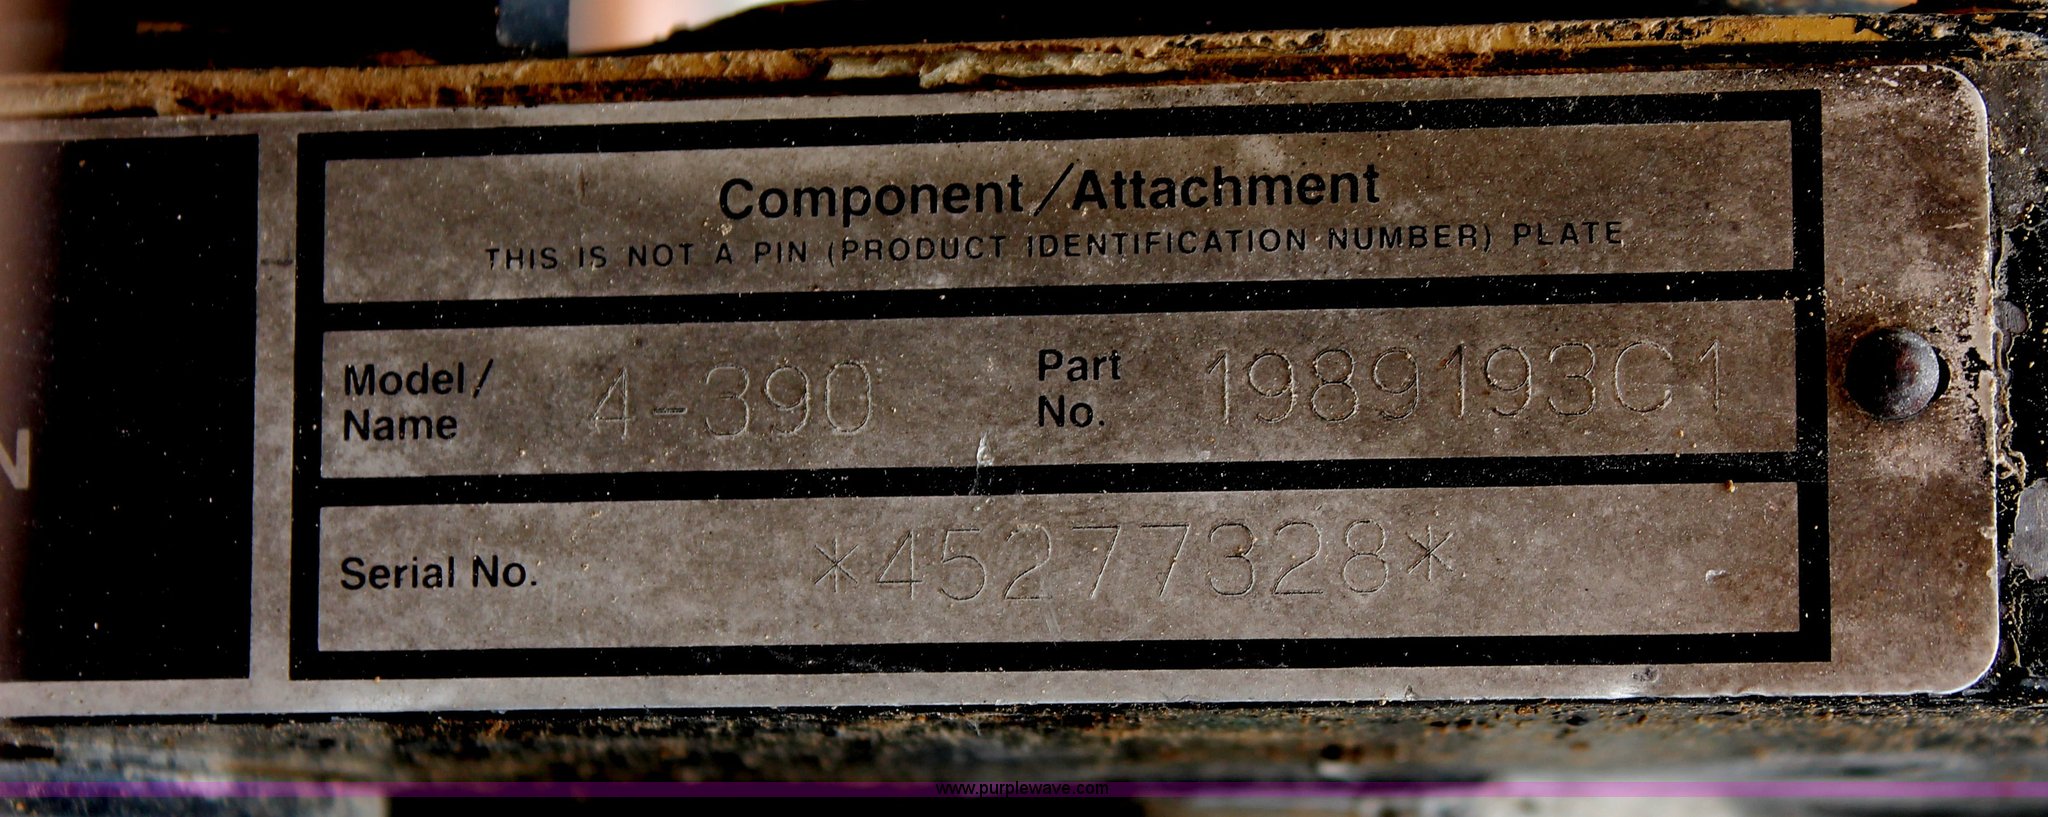 Component/Attachment
THIS IS NOT A PIN (PRODUCT IDENTIFICATION NUMBER) PLATE
Model/
Name
4-390
Part
No.
1989193C1
Serial No.
*45277328*
N
www.purplewave.com